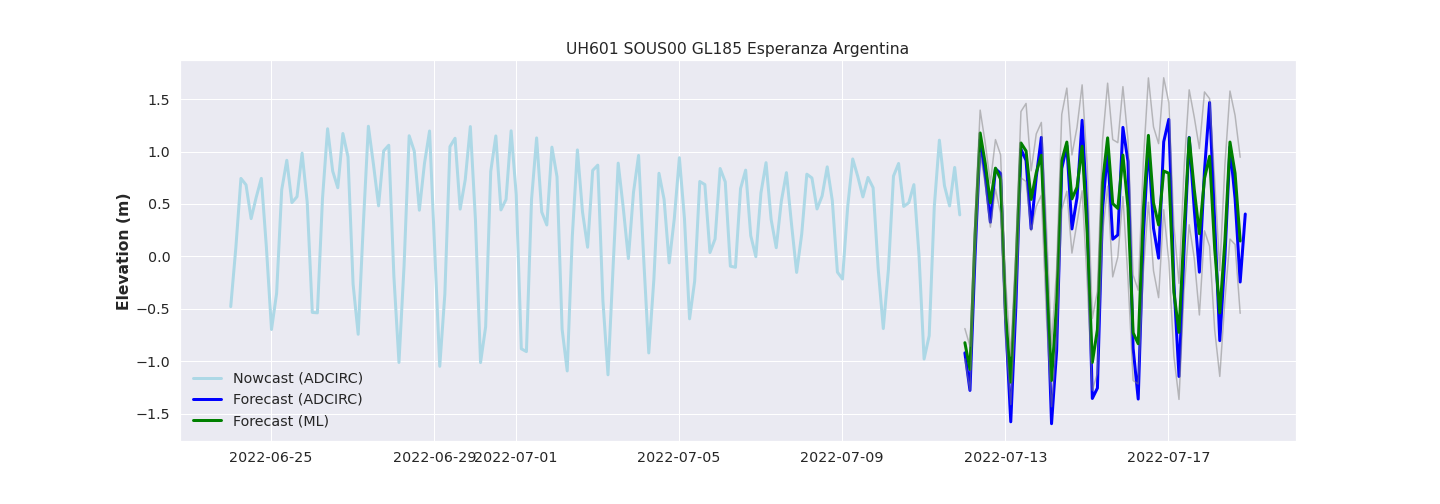 UH601 SOUS00 GL185 Esperanza Argentina
Elevation (m)
1.5
1.0
0.5
0.0
−0.5
−1.0
−1.5
Nowcast (ADCIRC)
Forecast (ADCIRC)
Forecast (ML)
2022-06-25 2022-06-29 2022-07-01 2022-07-05 2022-07-09 2022-07-13 2022-07-17